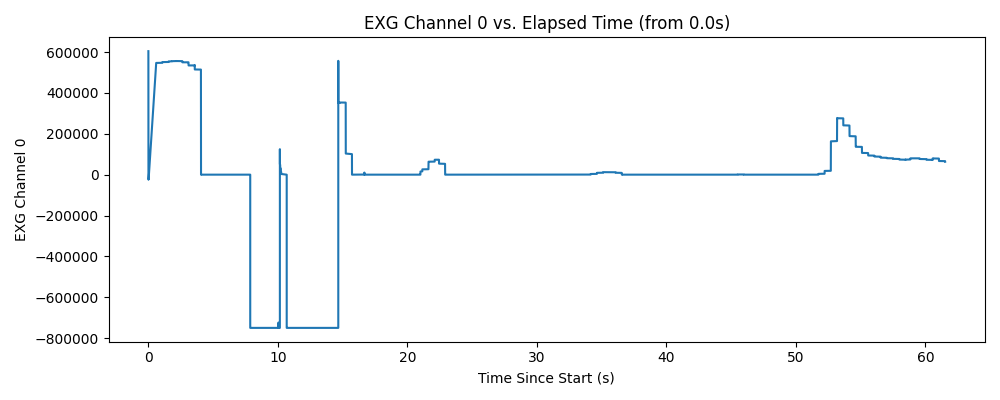 EXG Channel 0 vs. Elapsed Time (from 0.0s)
EXG Channel 0
600000
400000
200000
0
−200000
−400000
−600000
−800000
0 10 20 30 40 50 60
Time Since Start (s)